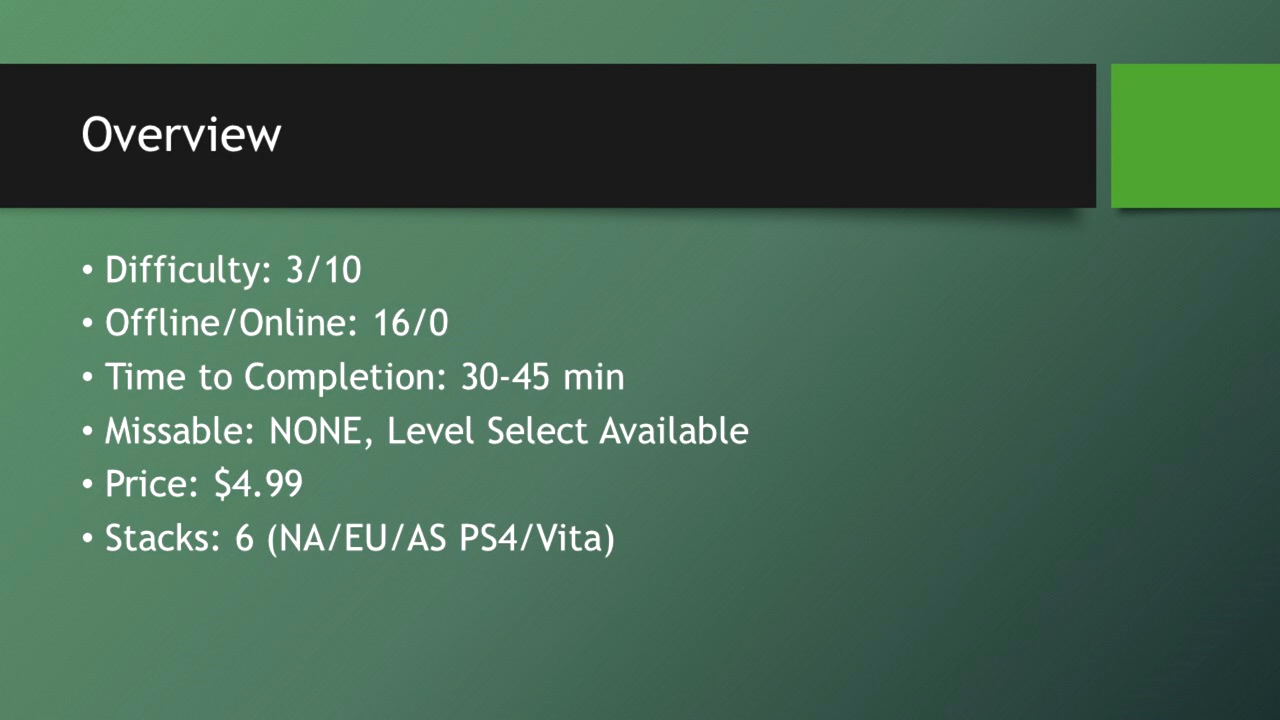 Overview
• Difficulty: 3/10
• Offline/Online: 16/0
• Time to Completion: 30-45 min
• Missable: NONE, Level Select Available
• Price: $4.99
• Stacks: 6 (NA/EU/AS PS4/Vita)